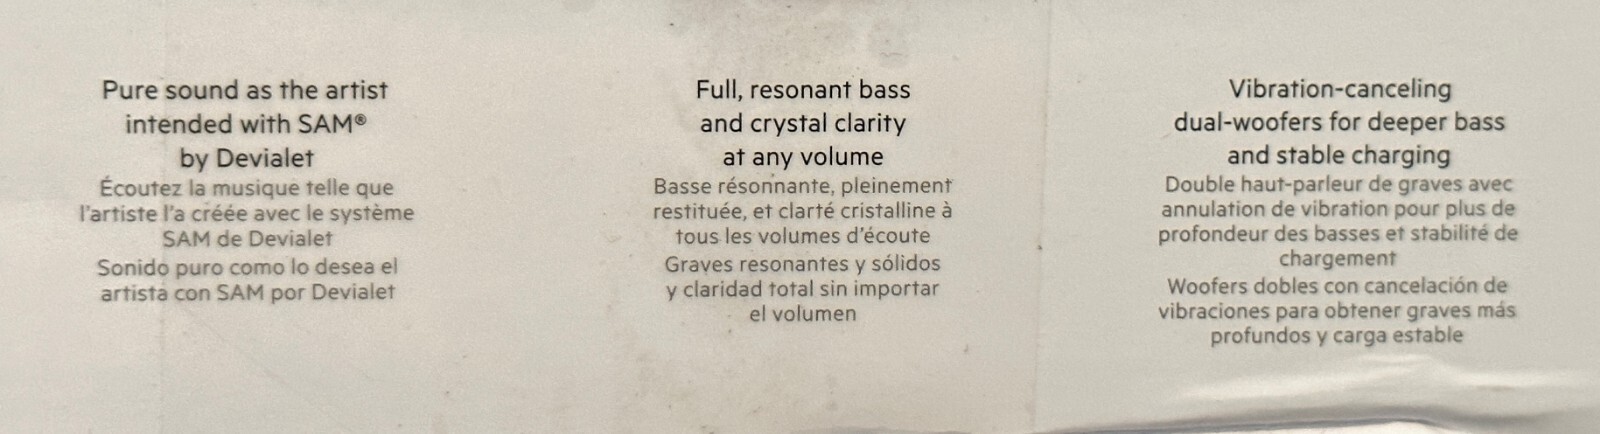 Pure sound as the artist
intended with SAM®
by Devialet
Écoutez la musique telle que
l'artiste l'a créée avec le système
SAM de Devialet
Sonido puro como lo desea el
artista con SAM por Devialet
Full, resonant bass
and crystal clarity
at any volume
Basse résonnante, pleinement
restituée, et clarté cristalline à
tous les volumes d'écoute
Graves resonantes y sólidos
y claridad total sin importar
el volumen
Vibration-canceling
dual-woofers for deeper bass
and stable charging
Double haut-parleur de graves avec
annulation de vibration pour plus de
profondeur des basses et stabilité de
chargement
Woofers dobles con cancelación de
vibraciones para obtener graves más
profundos y carga estable